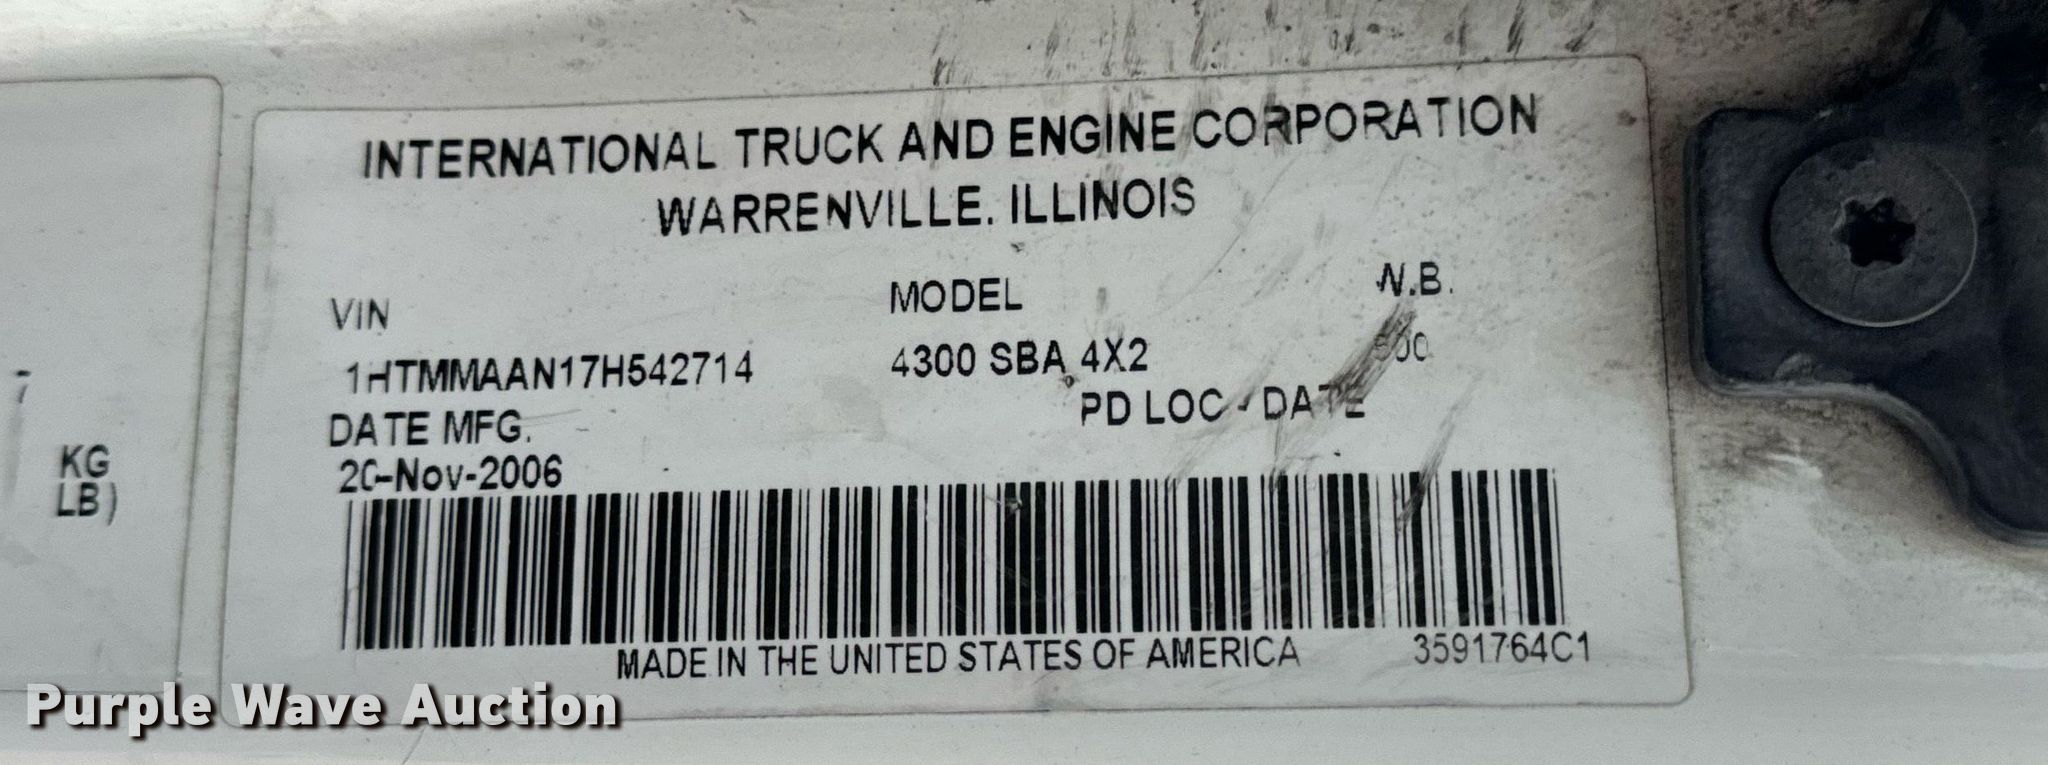 INTERNATIONAL TRUCK AND ENGINE CORPORATION
WARRENVILLE, ILLINOIS
VIN MODEL N.B.
1HTMMAAN17H542714 4300 SBA 4X2
DATE MFG. PD LOC - DATE
20-Nov-2006
MADE IN THE UNITED STATES OF AMERICA 3591764C1
KG
LB)
Purple Wave Auction